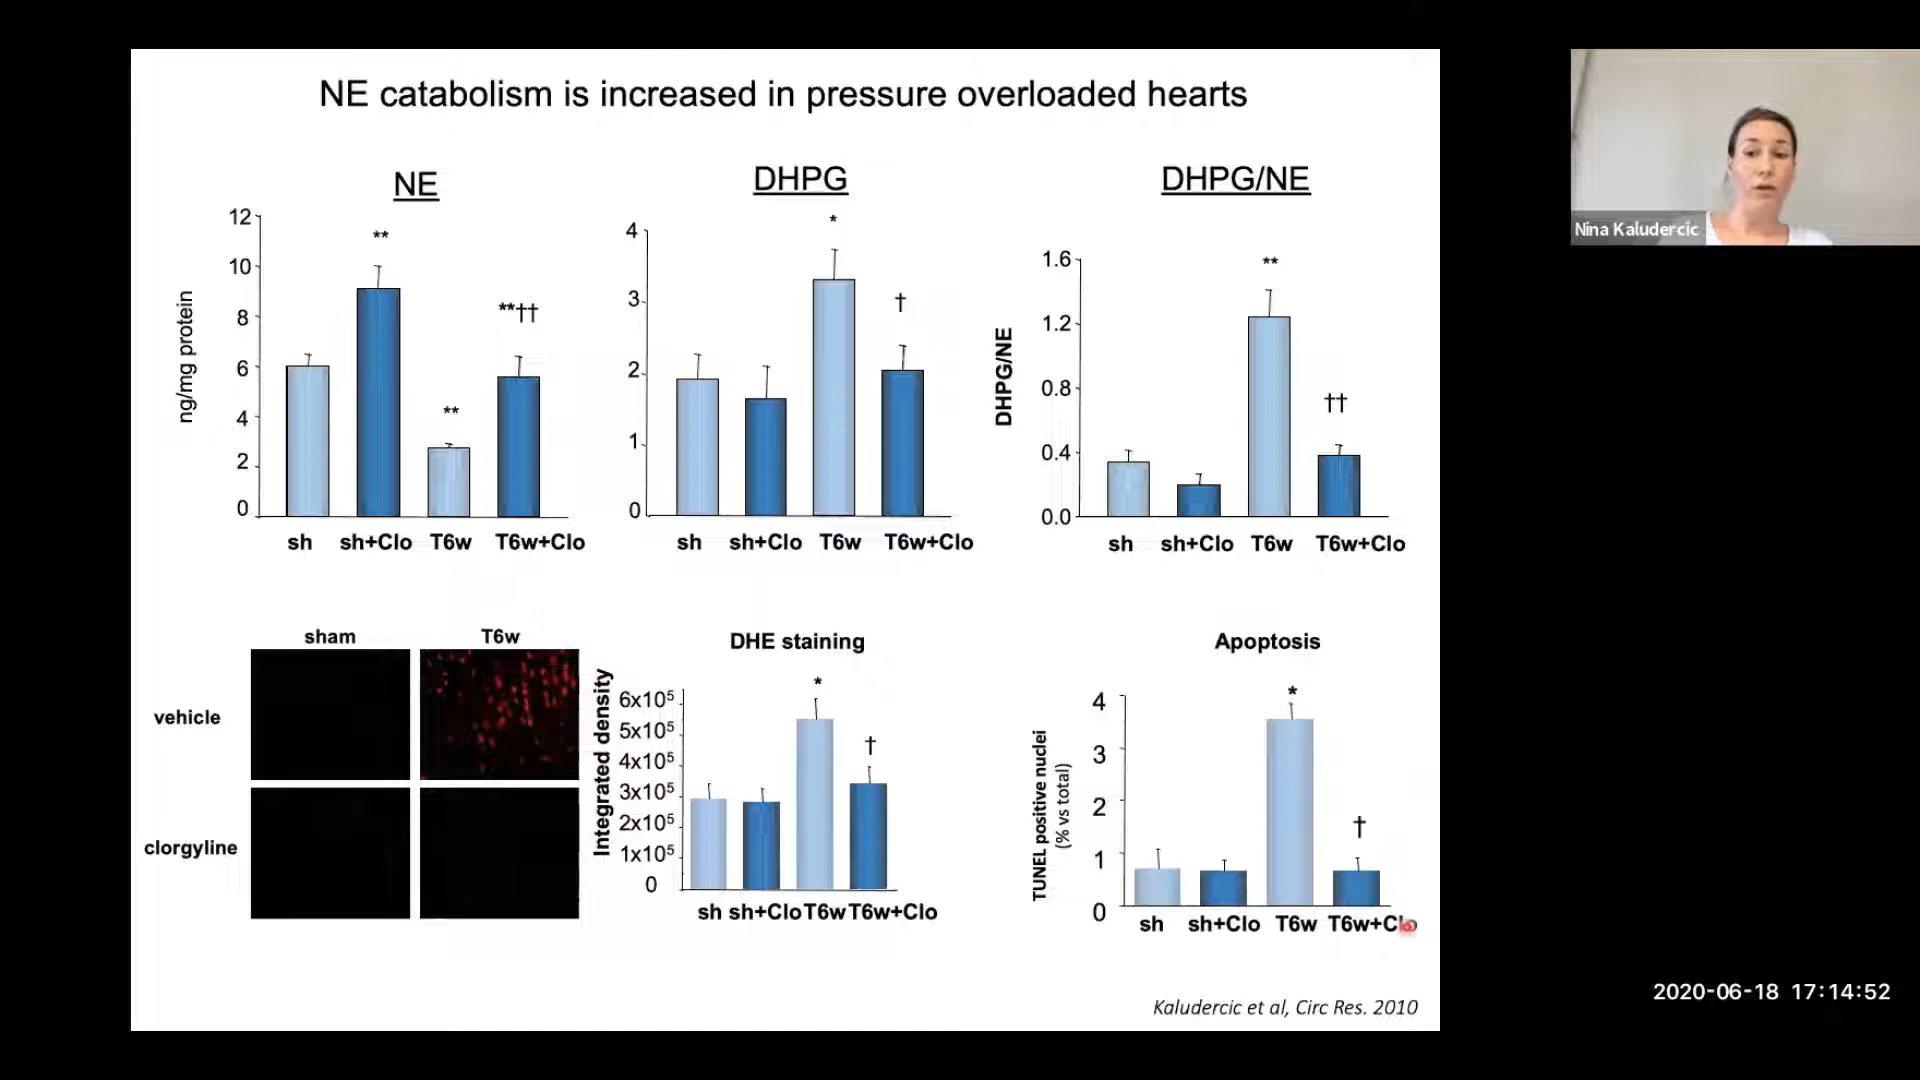 NE catabolism is increased in pressure overloaded hearts
NE
ng/mg protein
12
10
8
6
4
2
0
**
**
**††
sh sh+Clo T6w T6w+Clo
DHPG
4
3
2
1
0
*
†
sh sh+Clo T6w T6w+Clo
DHPG/NE
DHPG/NE
1.6
1.2
0.8
0.4
0.0
**
††
sh sh+Clo T6w T6w+Clo
sham T6w
vehicle
clorgyline
DHE staining
Integrated density
6x10⁵
5x10⁵
4x10⁵
3x10⁵
2x10⁵
1x10⁵
0
*
†
sh sh+Clo T6w T6w+Clo
Apoptosis
TUNEL positive nuclei
(% vs total)
4
3
2
1
0
*
†
sh sh+Clo T6w T6w+Clo
Kaludercic et al, Circ Res. 2010
Nina Kaludercic
2020-06-18 17:14:52